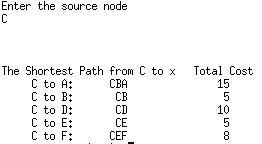 Enter the source node
C
The Shortest Path from C to x Total Cost
C to A: CBA 15
C to B: CB 5
C to D: CD 10
C to E: CE 5
C to F: CEF 8